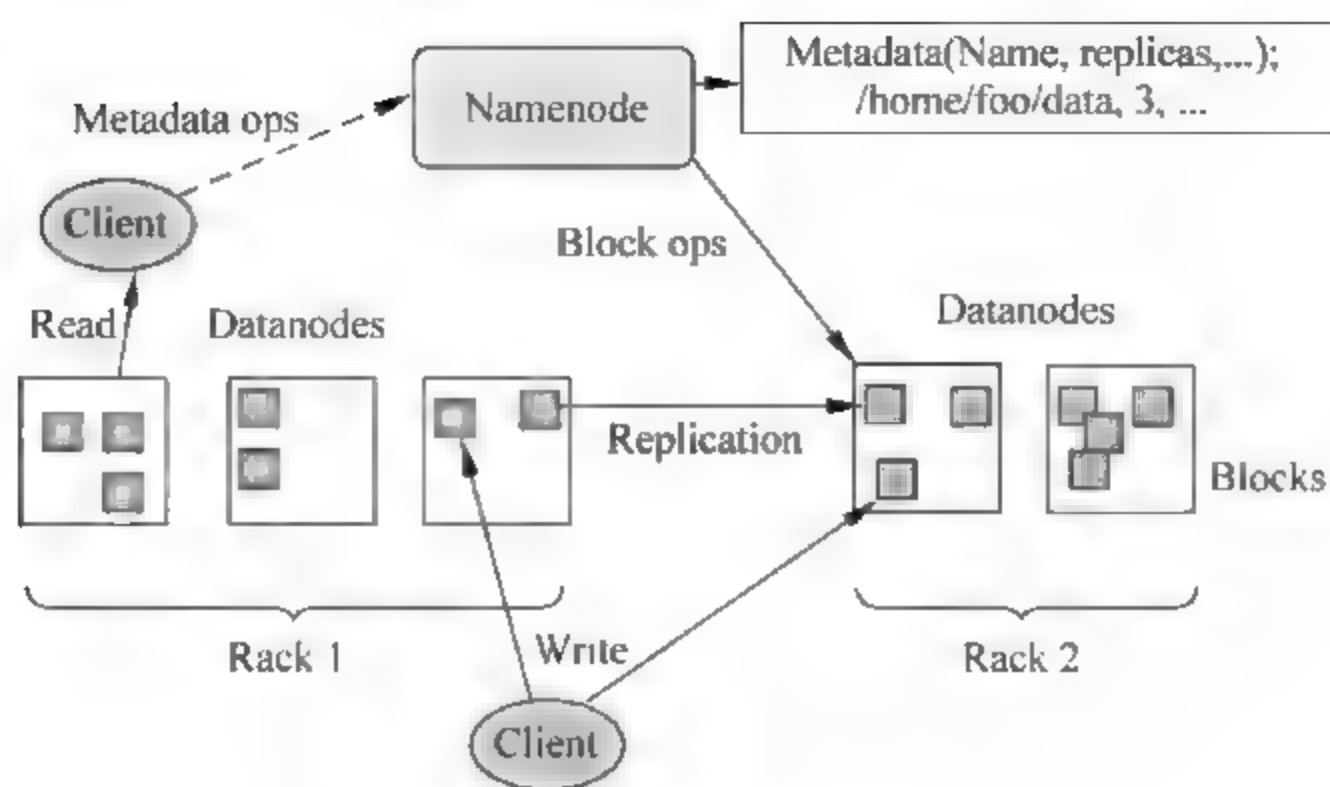 Metadata(Name, replicas,...);
/home/foo/data, 3, ...
Namenode
Metadata ops
Client
Block ops
Read
Datanodes
Datanodes
Replication
Blocks
Rack 1
Write
Rack 2
Client